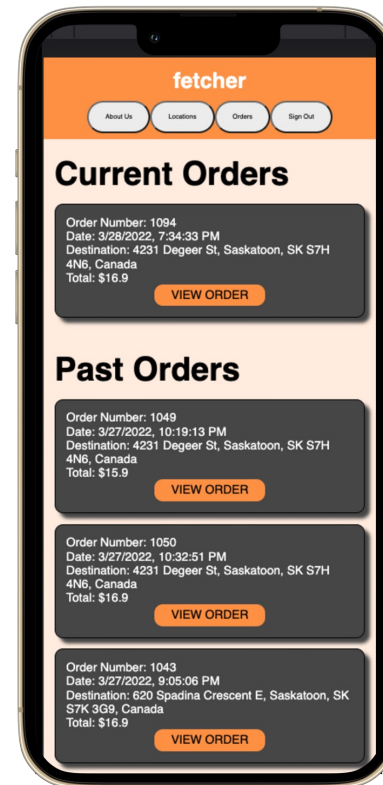 fetcher
About Us
Locations
Orders
Sign Out
Current Orders
Order Number: 1094
Date: 3/28/2022, 7:34:33 PM
Destination: 4231 Degeer St, Saskatoon, SK S7H
4N6, Canada
Total: $16.9
VIEW ORDER
Past Orders
Order Number: 1049
Date: 3/27/2022, 10:19:13 PM
Destination: 4231 Degeer St, Saskatoon, SK S7H
4N6, Canada
Total: $15.9
VIEW ORDER
Order Number: 1050
Date: 3/27/2022, 10:32:51 PM
Destination: 4231 Degeer St, Saskatoon, SK S7H
4N6, Canada
Total: $16.9
VIEW ORDER
Order Number: 1043
Date: 3/27/2022, 9:05:06 PM
Destination: 620 Spadina Crescent E, Saskatoon, SK
S7K 3G9, Canada
Total: $16.9
VIEW ORDER